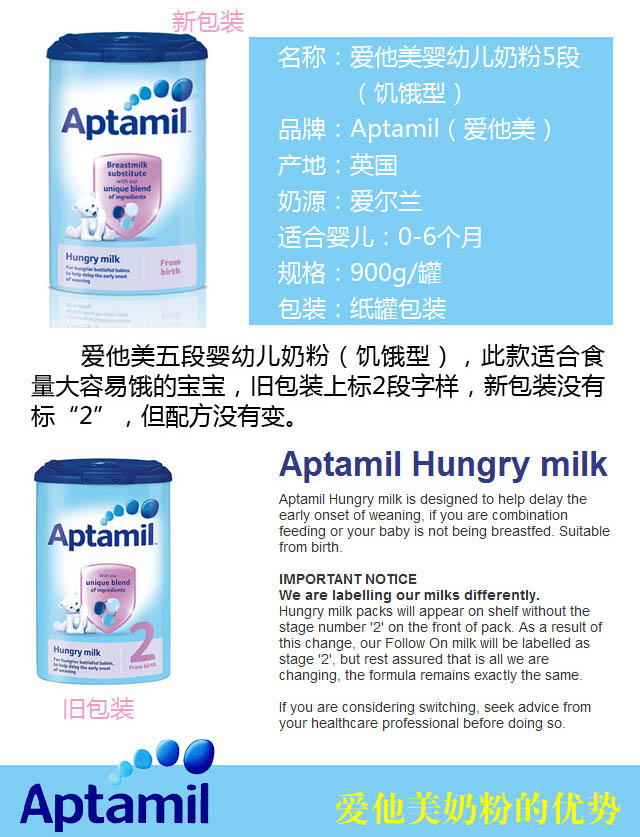 新包装
Aptamil
Breastmilk
substitute
with our
unique blend
of ingredients
Hungry milk
For hungrier bottlefed babies,
to help delay the early onset
of weaning
From
birth
名称：爱他美婴幼儿奶粉5段
（饥饿型）
品牌：Aptamil（爱他美）
产地：英国
奶源：爱尔兰
适合婴儿：0-6个月
规格：900g/罐
包装：纸罐包装
爱他美五段婴幼儿奶粉（饥饿型），此款适合食
量大容易饿的宝宝，旧包装上标2段字样，新包装没有
标“2”，但配方没有变。
Aptamil
With our
unique blend
of ingredients
Hungry milk
For hungrier bottlefed babies,
to help delay the early onset
of weaning
2
From birth
旧包装
Aptamil Hungry milk
Aptamil Hungry milk is designed to help delay the
early onset of weaning, if you are combination
feeding or your baby is not being breastfed. Suitable
from birth.
IMPORTANT NOTICE
We are labelling our milks differently.
Hungry milk packs will appear on shelf without the
stage number '2' on the front of pack. As a result of
this change, our Follow On milk will be labelled as
stage '2', but rest assured that is all we are
changing, the formula remains exactly the same.
If you are considering switching, seek advice from
your healthcare professional before doing so.
Aptamil
爱他美奶粉的优势